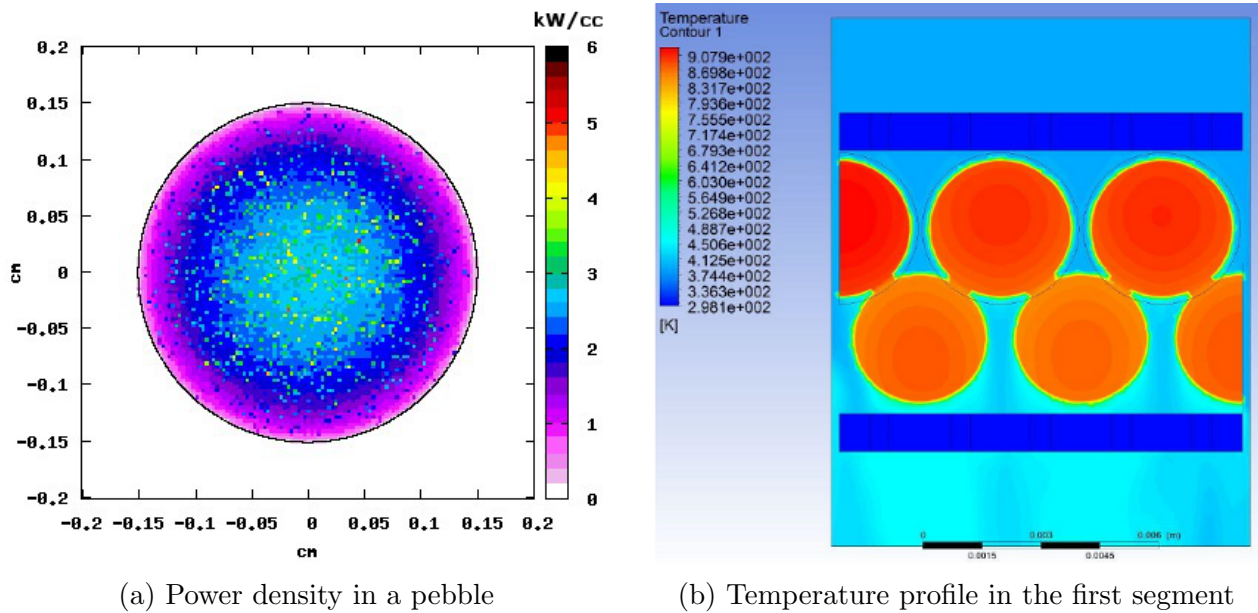 kW/cc
0.2
0.15
0.1
0.05
0
-0.05
-0.1
-0.15
-0.2
cm
-0.2 -0.15 -0.1 -0.05 0 0.05 0.1 0.15 0.2
cm
6
5
4
3
2
1
0
(a) Power density in a pebble
Temperature
Contour 1
9.079e+002
8.698e+002
8.317e+002
7.936e+002
7.555e+002
7.174e+002
6.793e+002
6.412e+002
6.030e+002
5.649e+002
5.268e+002
4.887e+002
4.506e+002
4.125e+002
3.744e+002
3.363e+002
2.981e+002
[K]
0 0.003 0.006 (m)
0.0015 0.0045
(b) Temperature profile in the first segment